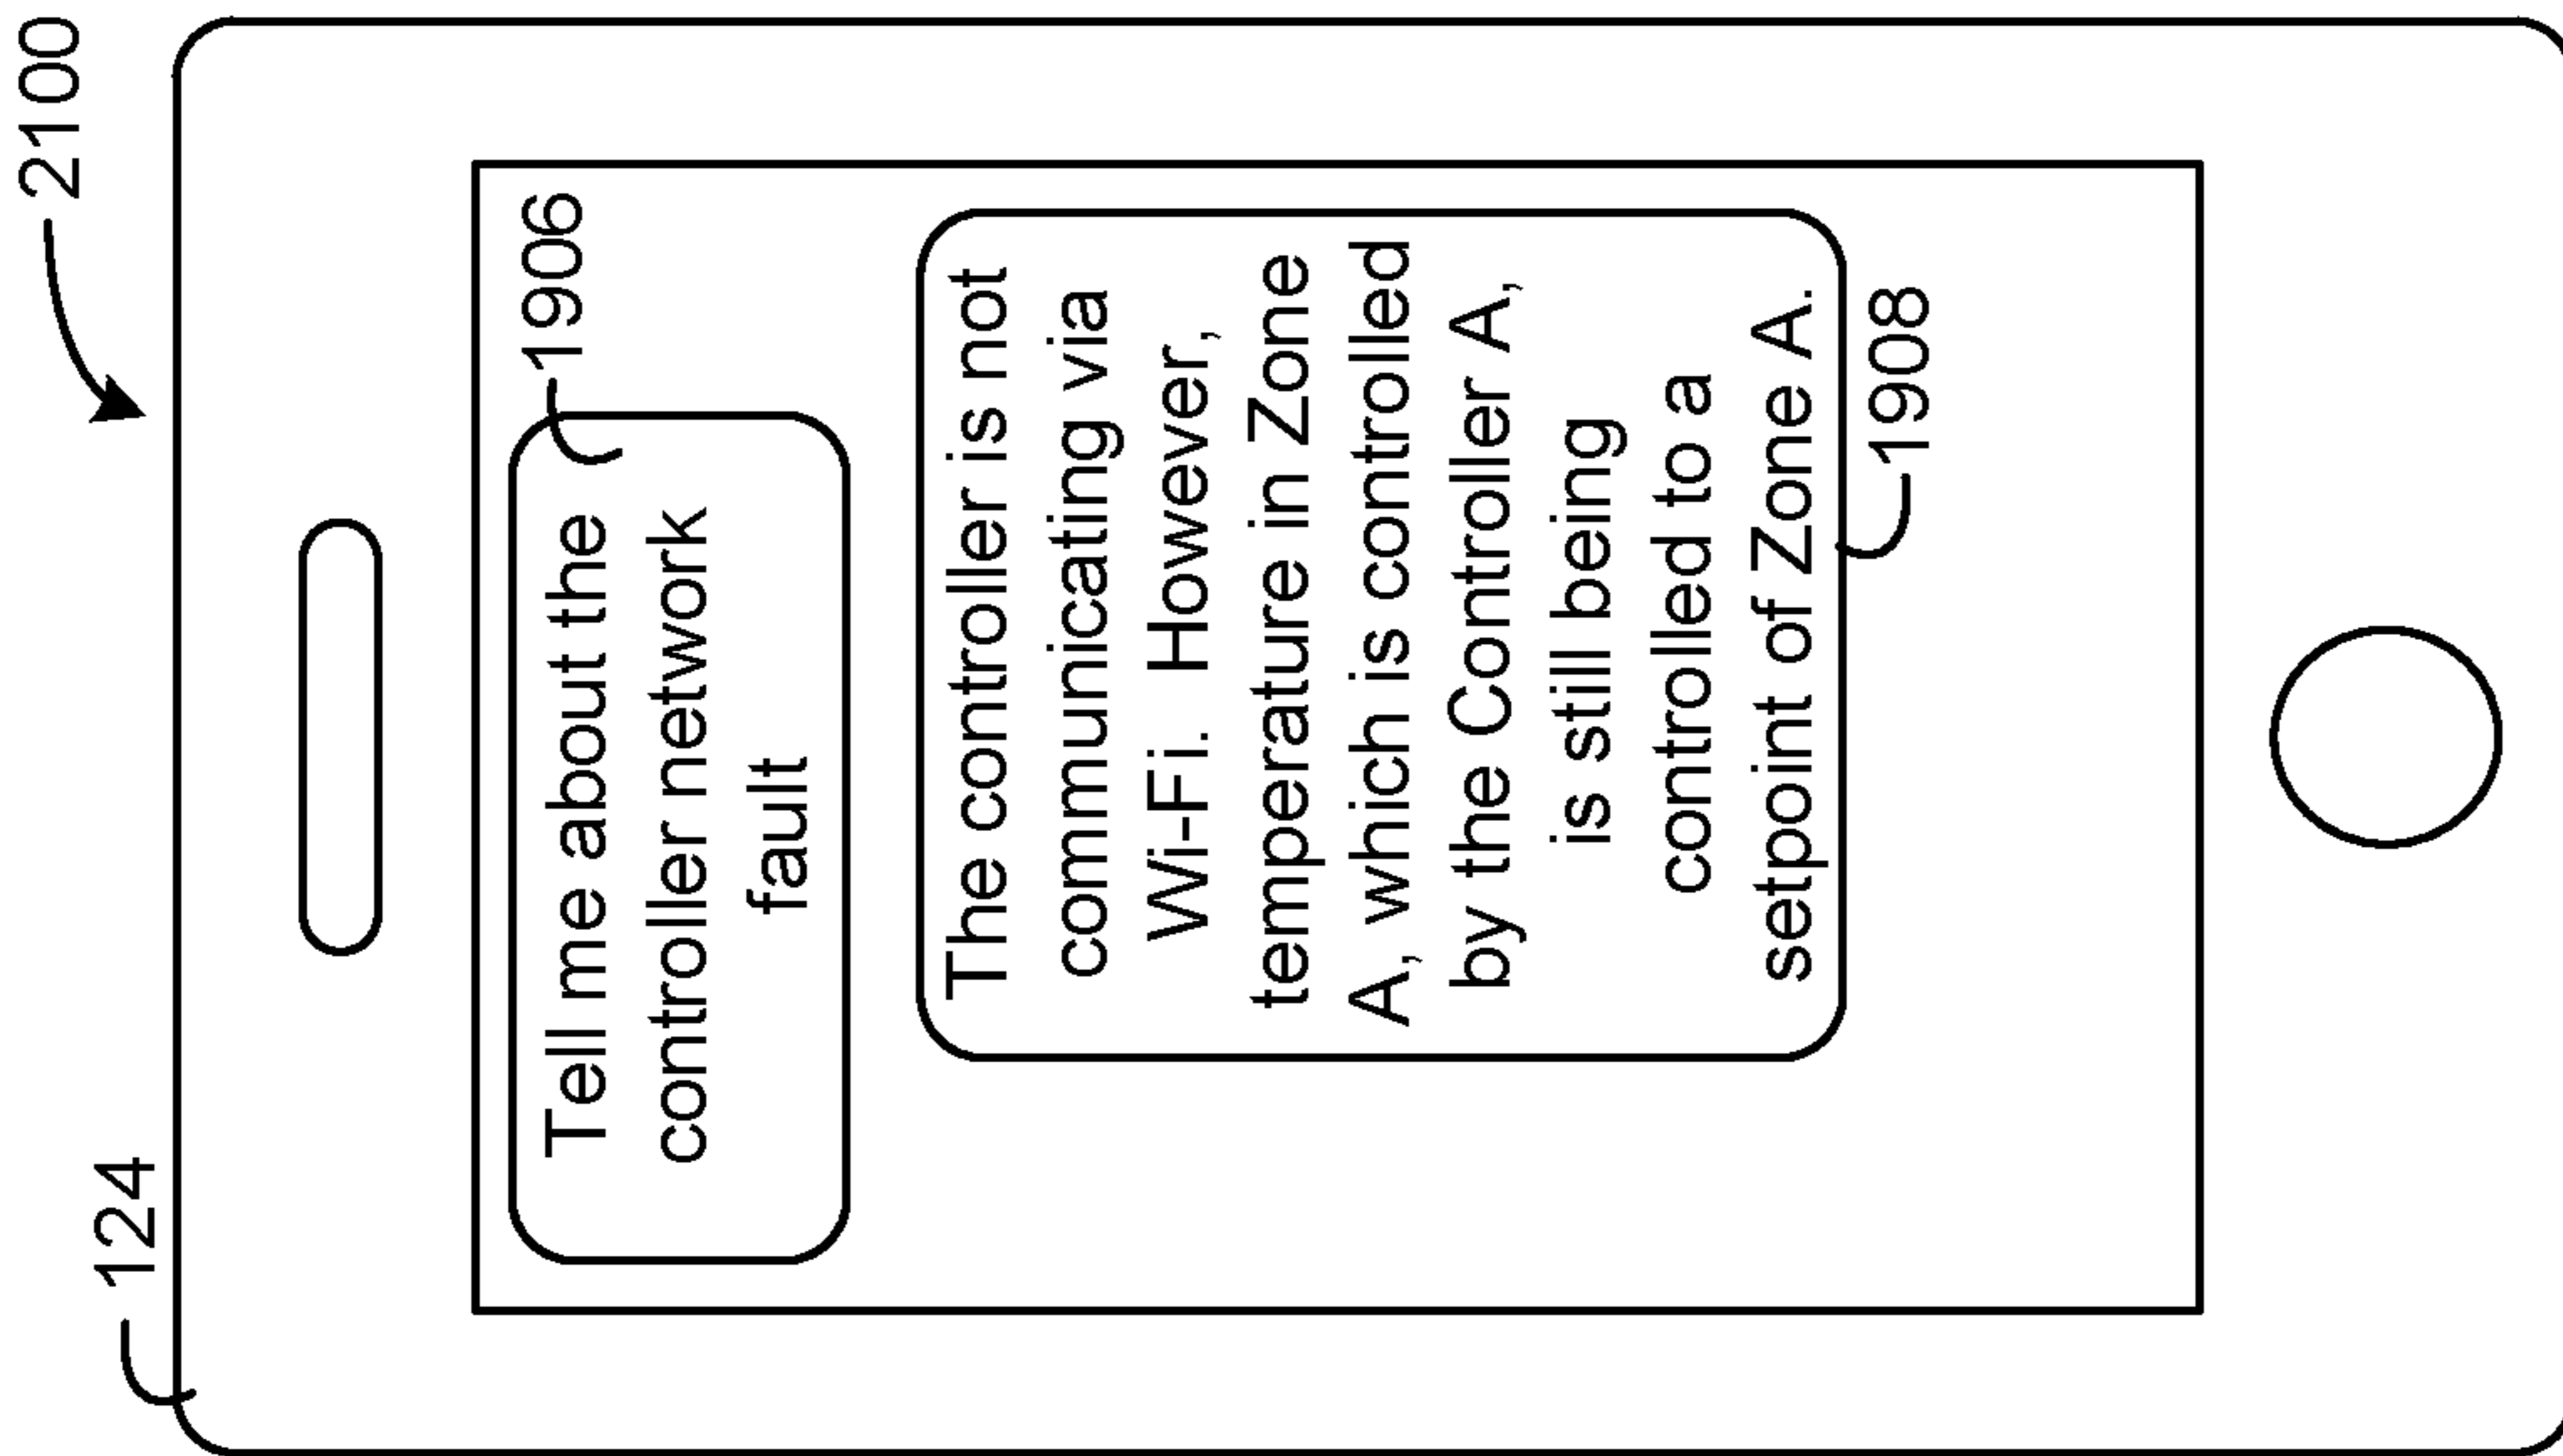 2100
124
1906
Tell me about the
controller network
fault
The controller is not
communicating via
Wi-Fi. However,
temperature in Zone
A, which is controlled
by the Controller A,
is still being
controlled to a
setpoint of Zone A.
1908